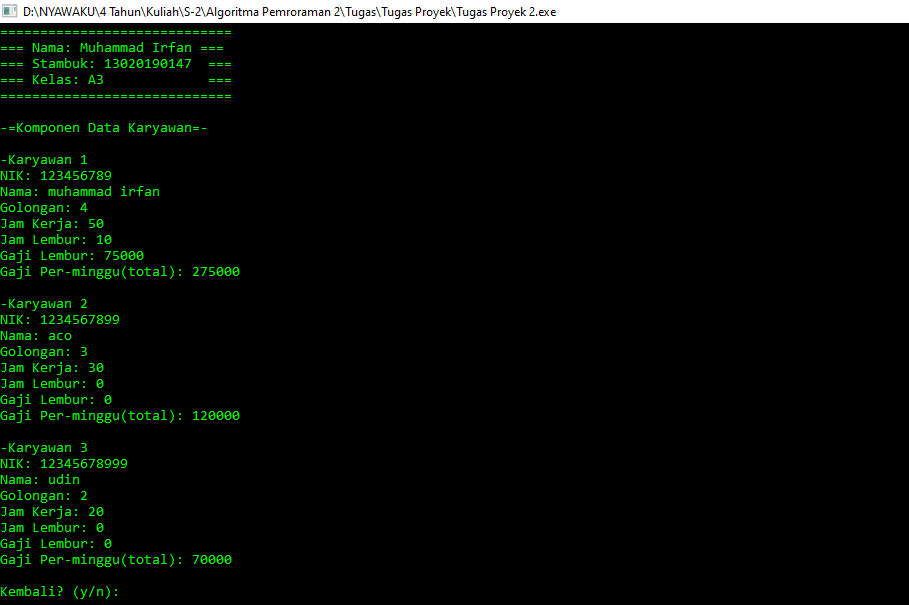 D:\NYAWAKU\4 Tahun\Kuliah\S-2\Algoritma Pemroraman 2\Tugas\Tugas Proyek\Tugas Proyek 2.exe
=============================
=== Nama: Muhammad Irfan ===
=== Stambuk: 13020190147  ===
=== Kelas: A3             ===
=============================
-=Komponen Data Karyawan=-
-Karyawan 1
NIK: 123456789
Nama: muhammad irfan
Golongan: 4
Jam Kerja: 50
Jam Lembur: 10
Gaji Lembur: 75000
Gaji Per-minggu(total): 275000
-Karyawan 2
NIK: 1234567899
Nama: aco
Golongan: 3
Jam Kerja: 30
Jam Lembur: 0
Gaji Lembur: 0
Gaji Per-minggu(total): 120000
-Karyawan 3
NIK: 12345678999
Nama: udin
Golongan: 2
Jam Kerja: 20
Jam Lembur: 0
Gaji Lembur: 0
Gaji Per-minggu(total): 70000
Kembali? (y/n):